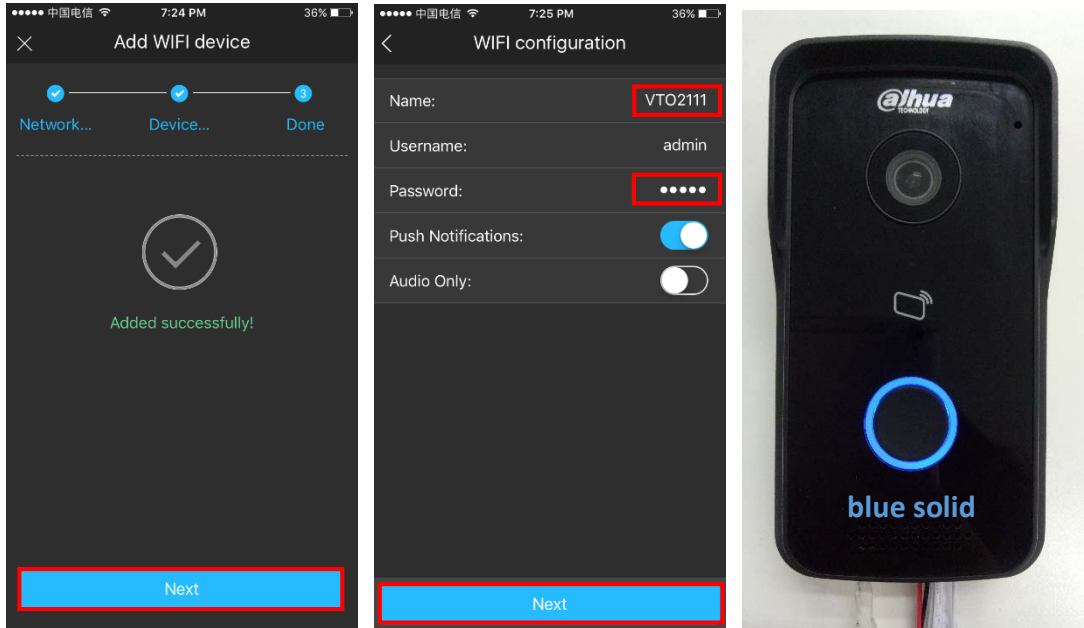 中国电信 7:24 PM 36%
Add WIFI device
3
Network... Device... Done
Added successfully!
Next
中国电信 7:25 PM 36%
WIFI configuration
Name: VTO2111
Username: admin
Password: •••••
Push Notifications:
Audio Only:
Next
alhua
TECHNOLOGY
blue solid